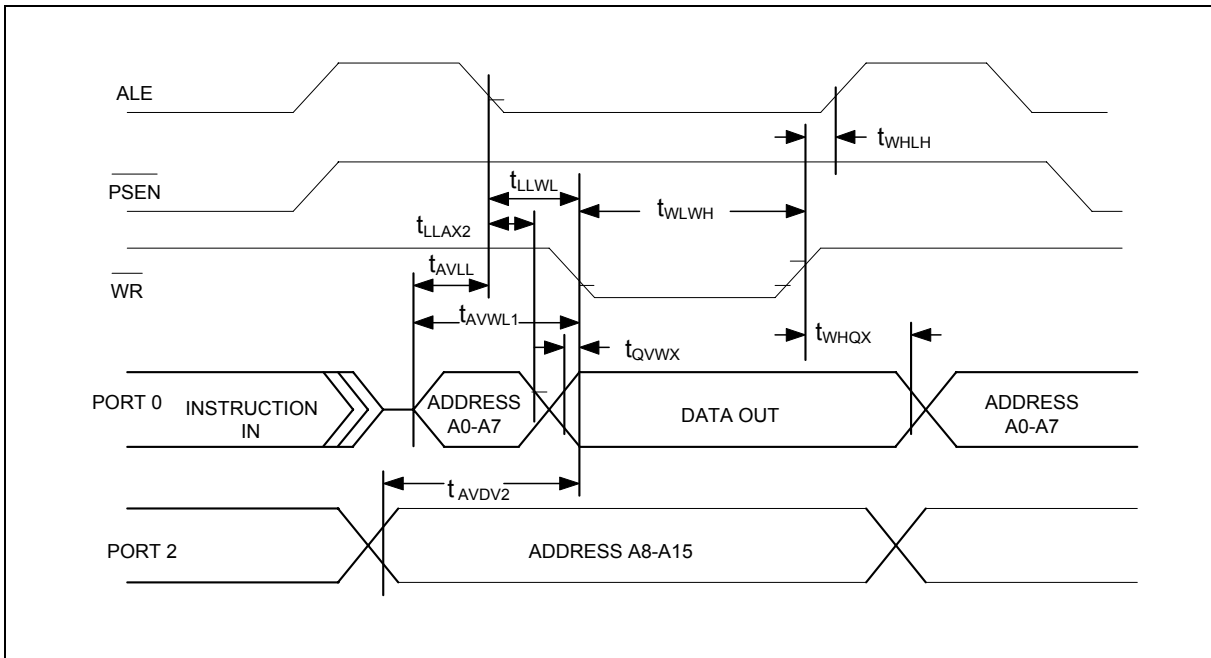 ALE
tWHLH
PSEN
tLLWL
tWLWH
tLLAX2
tAVLL
WR
tAVWL1
tWHQX
tQVWX
PORT 0
INSTRUCTION
IN
ADDRESS
A0-A7
DATA OUT
ADDRESS
A0-A7
tAVDV2
PORT 2
ADDRESS A8-A15